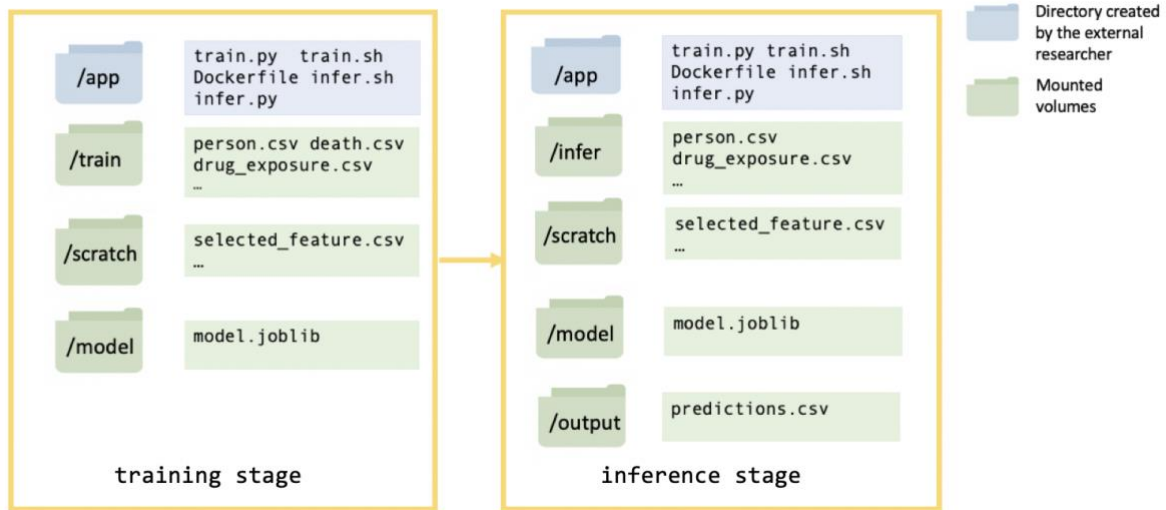 /app
train.py train.sh
Dockerfile infer.sh
infer.py
/train
person.csv death.csv
drug_exposure.csv
…
/scratch
selected_feature.csv
…
/model
model.joblib
training stage
/app
train.py train.sh
Dockerfile infer.sh
infer.py
/infer
person.csv
drug_exposure.csv
…
/scratch
selected_feature.csv
…
/model
model.joblib
/output
predictions.csv
inference stage
Directory created
by the external
researcher
Mounted
volumes